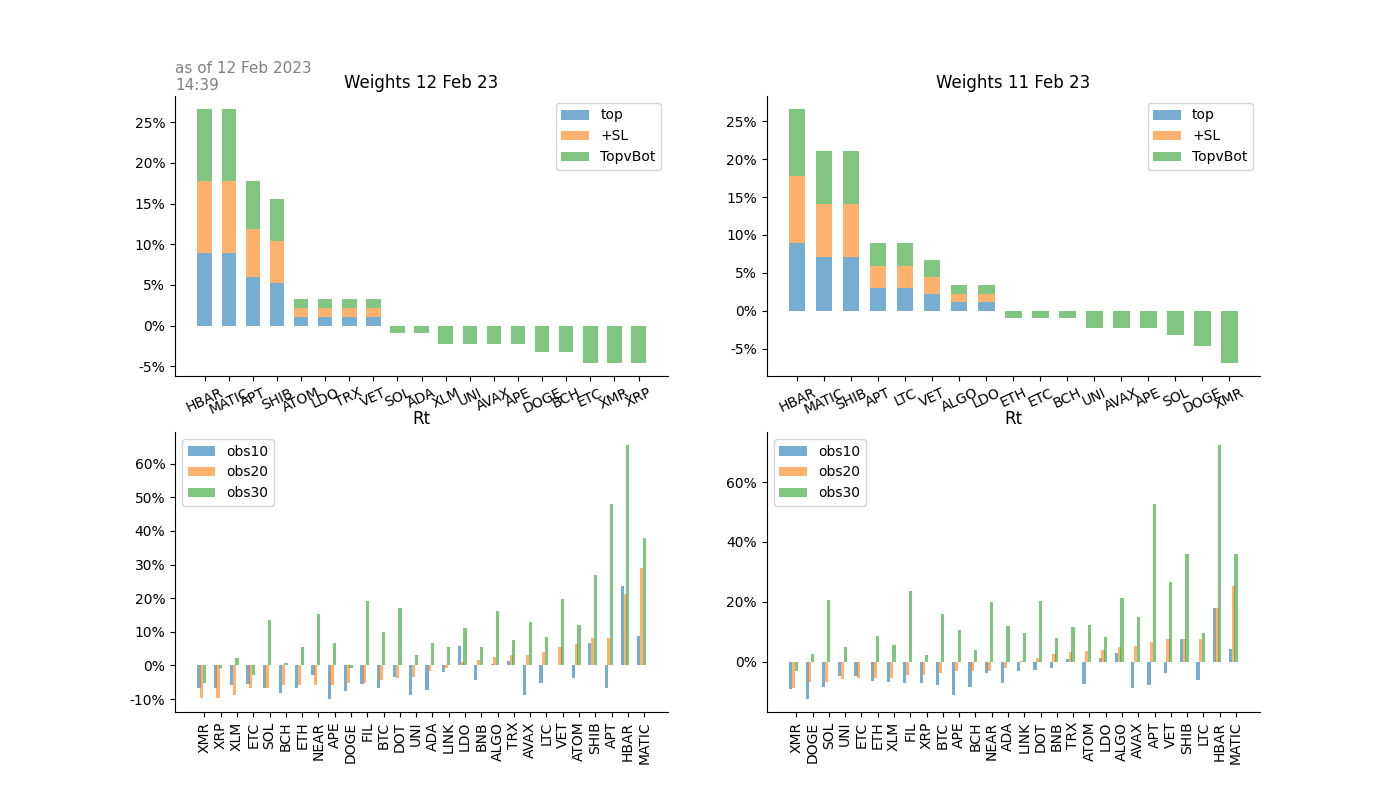 as of 12 Feb 2023
14:39
Weights 12 Feb 23
25%
20%
15%
10%
5%
0%
-5%
top
+SL
TopvBot
HBAR MATIC APT SHIB ATOM LDO TRX VET SOL ADA XLM UNI AVAX APE DOGE BCH ETC XMR XRP
Weights 11 Feb 23
25%
20%
15%
10%
5%
0%
-5%
top
+SL
TopvBot
HBAR MATIC SHIB APT LTC VET ALGO LDO ETH ETC BCH UNI AVAX APE SOL DOGE XMR
Rt
60%
50%
40%
30%
20%
10%
0%
-10%
obs10
obs20
obs30
XMR XRP XLM ETC SOL BCH ETH NEAR APE DOGE FIL BTC DOT UNI ADA LINK LDO BNB ALGO TRX AVAX LTC VET ATOM SHIB APT HBAR MATIC
Rt
60%
40%
20%
0%
obs10
obs20
obs30
XMR DOGE SOL UNI ETC ETH XLM FIL XRP BTC APE BCH NEAR ADA LINK DOT BNB TRX ATOM LDO ALGO AVAX APT VET SHIB LTC HBAR MATIC